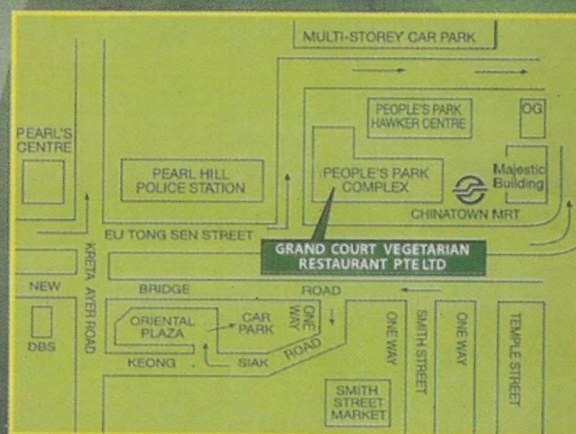 MULTI-STOREY CAR PARK
PEOPLE'S PARK
HAWKER CENTRE
OG
PEARL'S
CENTRE
PEARL HILL
POLICE STATION
PEOPLE'S PARK
COMPLEX
Majestic
Building
CHINATOWN MRT
EU TONG SEN STREET
GRAND COURT VEGETARIAN
RESTAURANT PTE LTD
KRETA AYER ROAD
NEW BRIDGE ROAD
DBS
ORIENTAL
PLAZA
CAR
PARK
ONE
WAY
KEONG SIAK ROAD
ONE WAY
SMITH STREET
ONE WAY
TEMPLE STREET
SMITH
STREET
MARKET